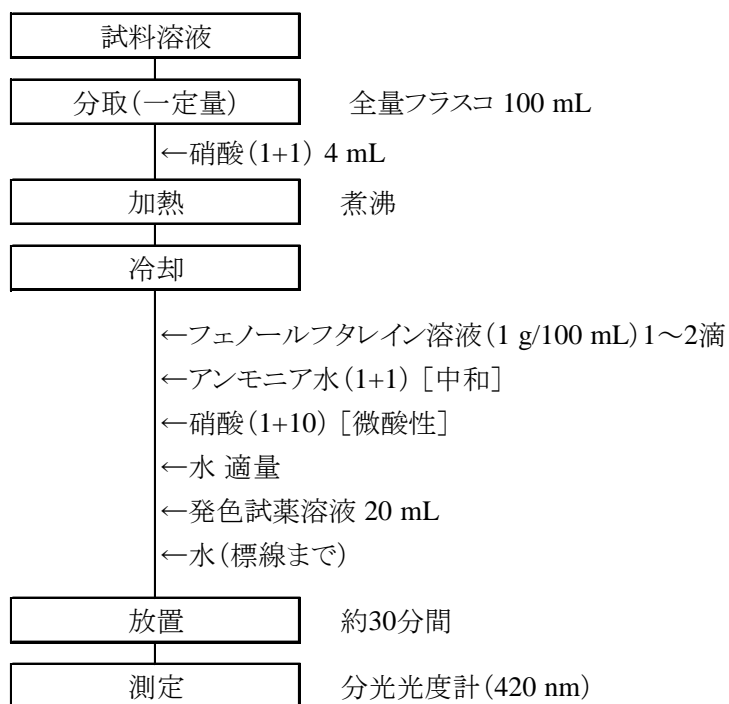 試料溶液
分取(一定量) 全量フラスコ 100 mL
←硝酸(1+1) 4 mL
加熱 煮沸
冷却
←フェノールフタレイン溶液(1 g/100 mL)1～2滴
←アンモニア水(1+1) [中和]
←硝酸(1+10) [微酸性]
←水 適量
←発色試薬溶液 20 mL
←水(標線まで)
放置 約30分間
測定 分光光度計(420 nm)